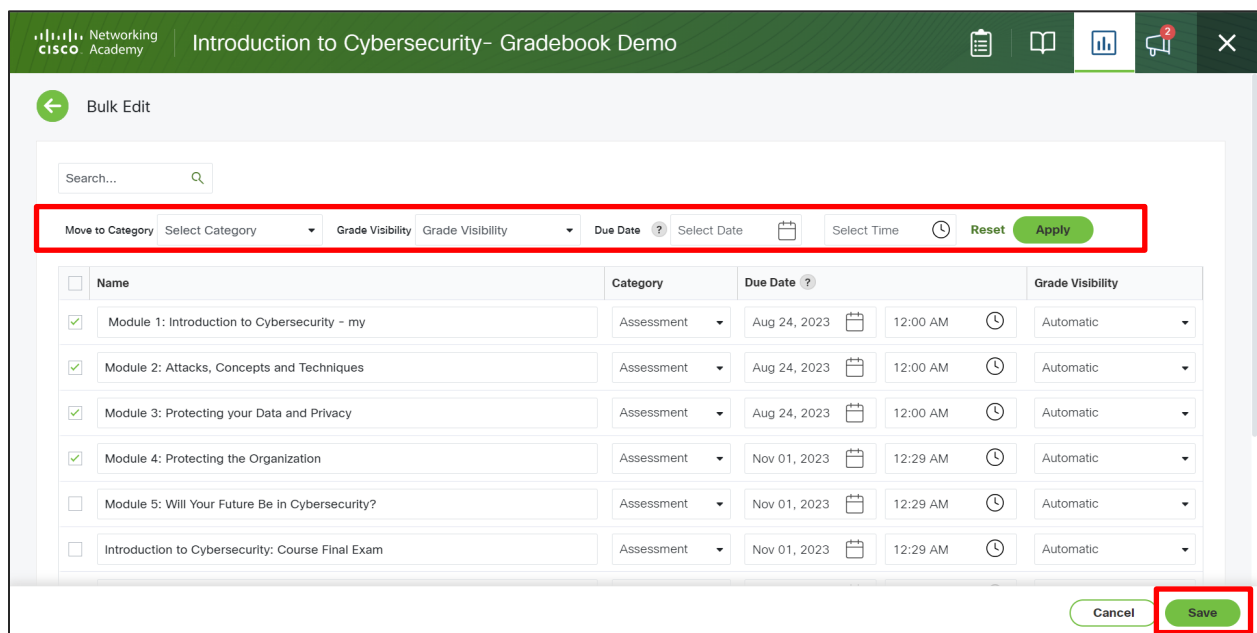 Networking
CISCO Academy
Introduction to Cybersecurity- Gradebook Demo
2
Bulk Edit
Search...
Move to Category Select Category Grade Visibility Grade Visibility Due Date ? Select Date Select Time Reset Apply
Name Category Due Date ? Grade Visibility
Module 1: Introduction to Cybersecurity - my Assessment Aug 24, 2023 12:00 AM Automatic
Module 2: Attacks, Concepts and Techniques Assessment Aug 24, 2023 12:00 AM Automatic
Module 3: Protecting your Data and Privacy Assessment Aug 24, 2023 12:00 AM Automatic
Module 4: Protecting the Organization Assessment Nov 01, 2023 12:29 AM Automatic
Module 5: Will Your Future Be in Cybersecurity? Assessment Nov 01, 2023 12:29 AM Automatic
Introduction to Cybersecurity: Course Final Exam Assessment Nov 01, 2023 12:29 AM Automatic
Cancel Save